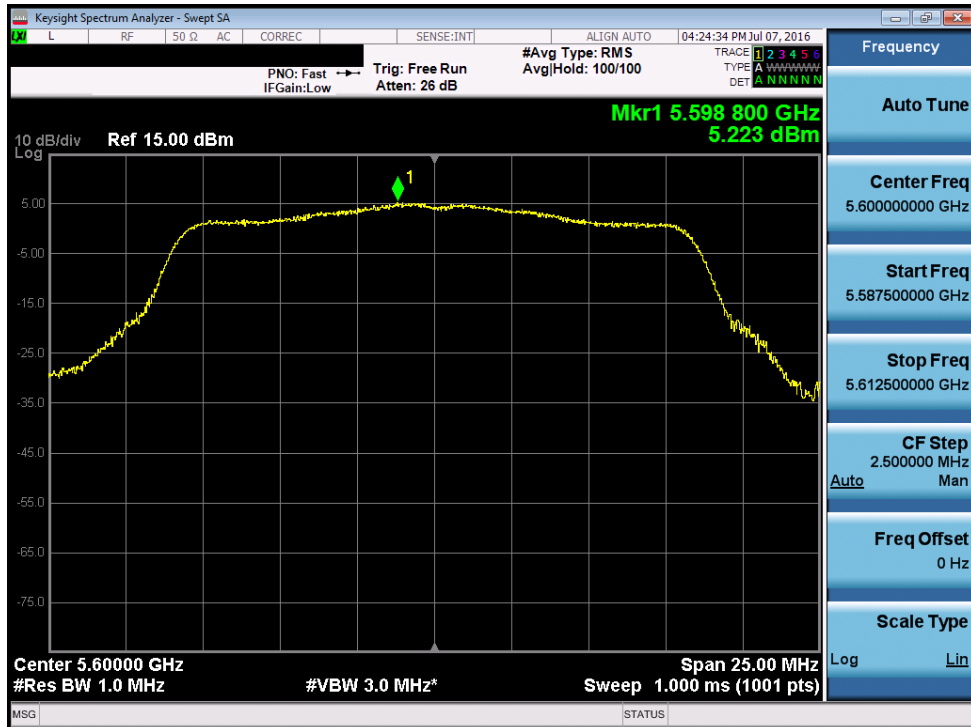 Keysight Spectrum Analyzer - Swept SA
L RF 50 Ω AC CORREC SENSE:INT ALIGN AUTO 04:24:34 PM Jul 07, 2016
PNO: Fast
IFGain:Low
Trig: Free Run
Atten: 26 dB
#Avg Type: RMS
Avg|Hold: 100/100
TRACE 1 2 3 4 5 6
TYPE A WWWWW
DET A N N N N N
Mkr1 5.598 800 GHz
5.223 dBm
10 dB/div Ref 15.00 dBm
Log
1
5.00
-5.00
-15.0
-25.0
-35.0
-45.0
-55.0
-65.0
-75.0
Center 5.60000 GHz Span 25.00 MHz
#Res BW 1.0 MHz #VBW 3.0 MHz* Sweep 1.000 ms (1001 pts)
MSG STATUS
Frequency
Auto Tune
Center Freq
5.600000000 GHz
Start Freq
5.587500000 GHz
Stop Freq
5.612500000 GHz
CF Step
2.500000 MHz
Auto Man
Freq Offset
0 Hz
Scale Type
Log Lin